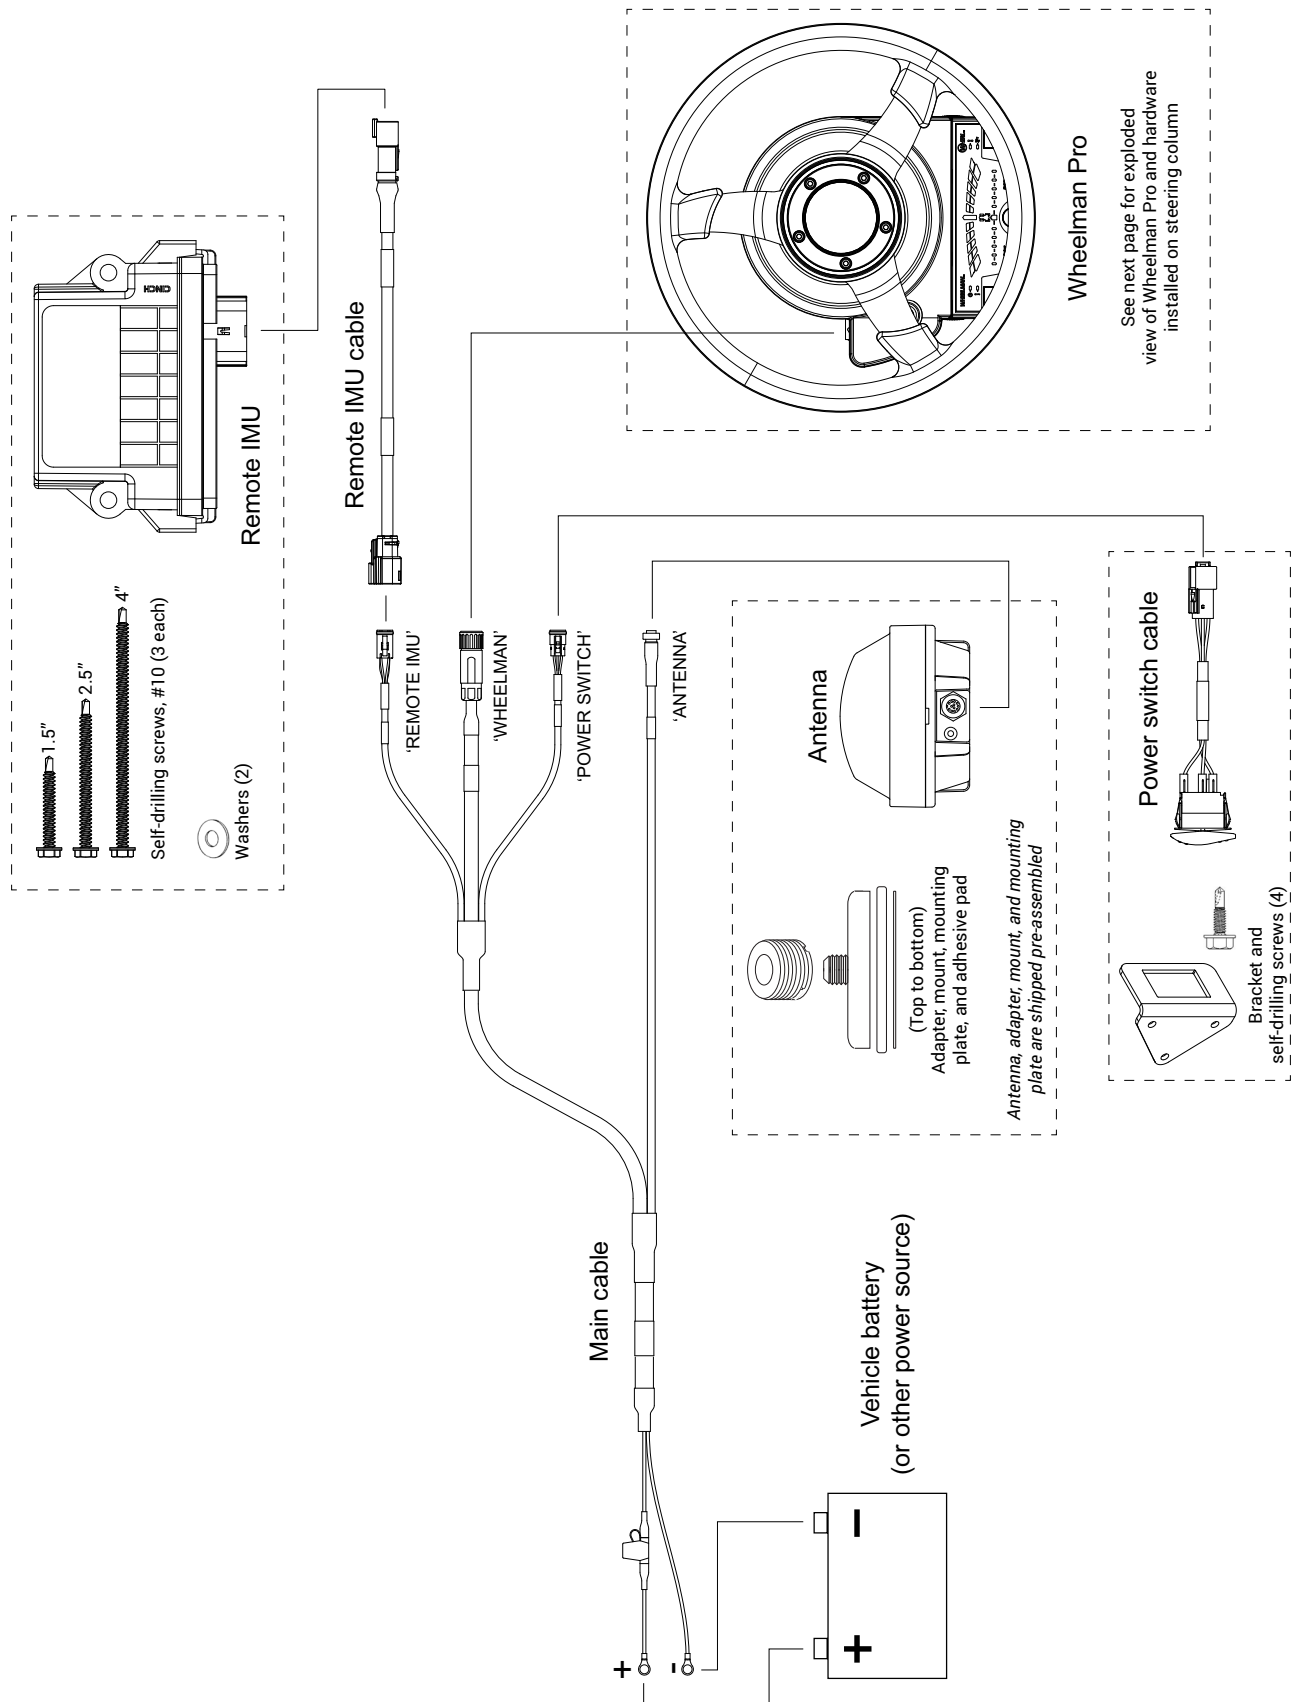 1.5”
2.5”
4”
Self-drilling screws, #10 (3 each)
Washers (2)
CINCH
Remote IMU
Remote IMU cable
‘REMOTE IMU’
‘WHEELMAN’
‘POWER SWITCH’
‘ANTENNA’
Main cable
+
-
Vehicle battery
(or other power source)
+
−
Antenna
(Top to bottom)
Adapter, mount, mounting
plate, and adhesive pad
Antenna, adapter, mount, and mounting
plate are shipped pre-assembled
Wheelman Pro
See next page for exploded
view of Wheelman Pro and hardware
installed on steering column
Power switch cable
Bracket and
self-drilling screws (4)